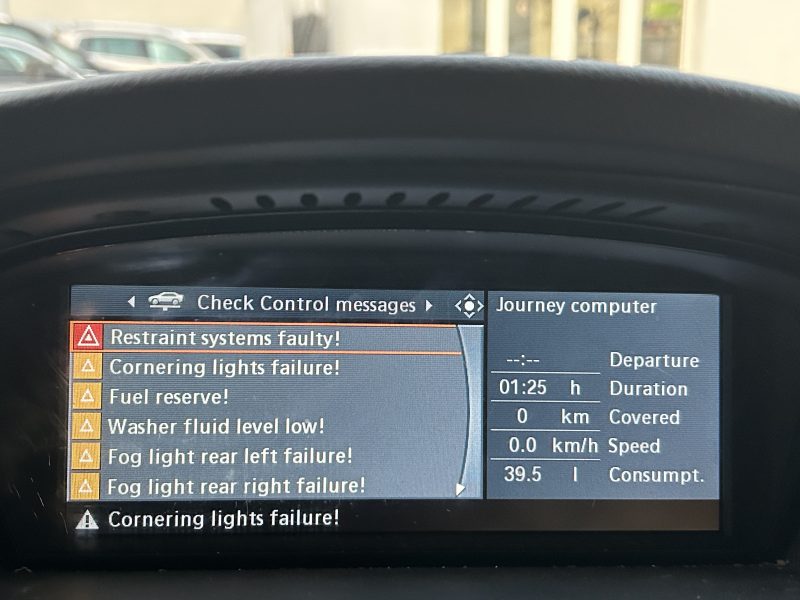 Check Control messages
Restraint systems faulty!
Cornering lights failure!
Fuel reserve!
Washer fluid level low!
Fog light rear left failure!
Fog light rear right failure!
Cornering lights failure!
Journey computer
--:-- Departure
01:25 h Duration
0 km Covered
0.0 km/h Speed
39.5 l Consumpt.